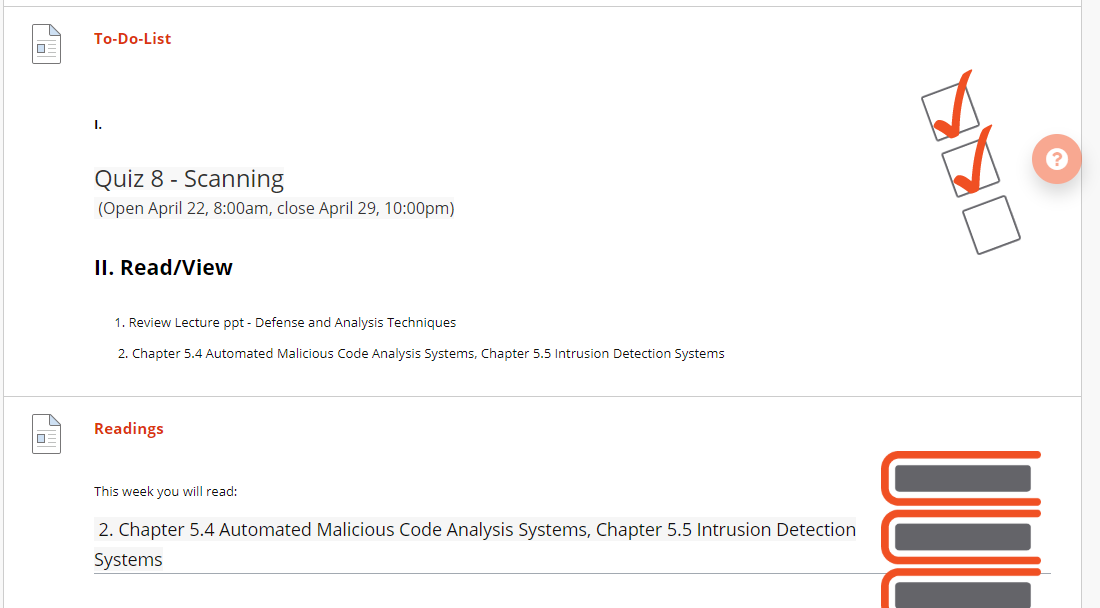 To-Do-List
I.
Quiz 8 - Scanning
(Open April 22, 8:00am, close April 29, 10:00pm)
II. Read/View
1. Review Lecture ppt - Defense and Analysis Techniques
2. Chapter 5.4 Automated Malicious Code Analysis Systems, Chapter 5.5 Intrusion Detection Systems
?
Readings
This week you will read:
2. Chapter 5.4 Automated Malicious Code Analysis Systems, Chapter 5.5 Intrusion Detection
Systems